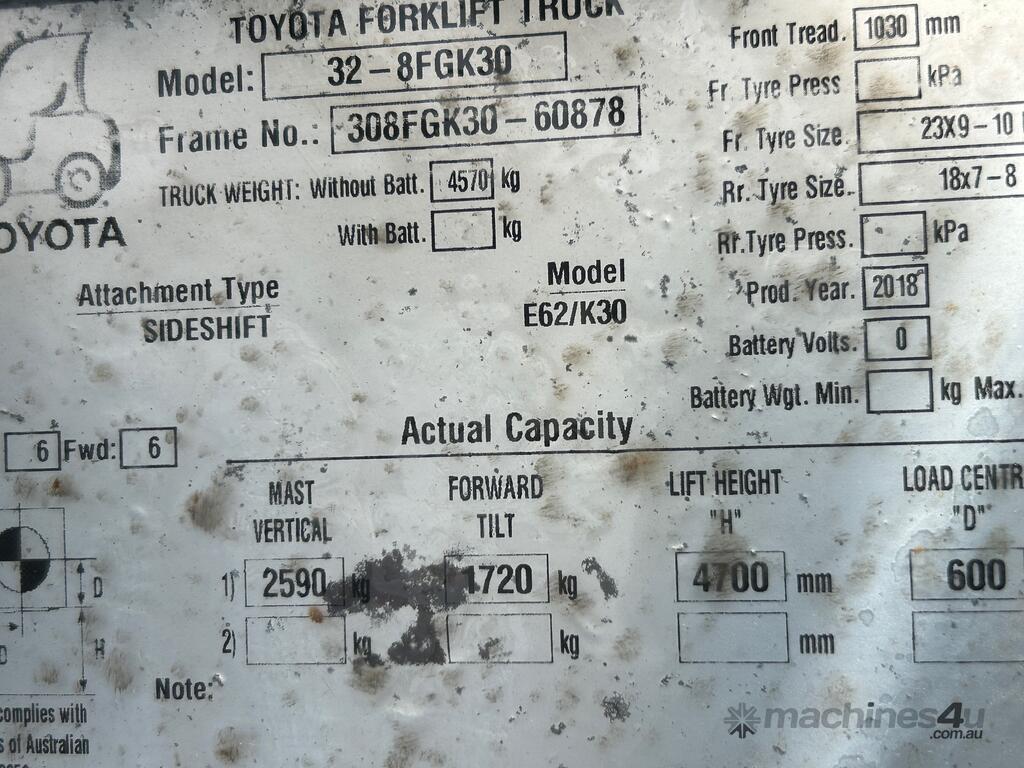 TOYOTA FORKLIFT TRUCK
Model: 32-8FGK30
Frame No.: 308FGK30-60878
TRUCK WEIGHT: Without Batt. 4570 kg
With Batt. kg
OYOTA
Attachment Type
SIDESHIFT
Model
E62/K30
Front Tread. 1030 mm
Fr. Tyre Press kPa
Fr. Tyre Size. 23X9-10
Rr. Tyre Size. 18x7-8
Rr. Tyre Press. kPa
Prod. Year. 2018
Battery Volts. 0
Battery Wgt. Min. kg Max.
6 Fwd: 6
Actual Capacity
MAST VERTICAL
FORWARD TILT
LIFT HEIGHT "H"
LOAD CENTR "D"
1) 2590 kg 1720 kg 4700 mm 600
2) kg kg mm
D
H
D
Note:
complies with
s of Australian
machines4u
.com.au